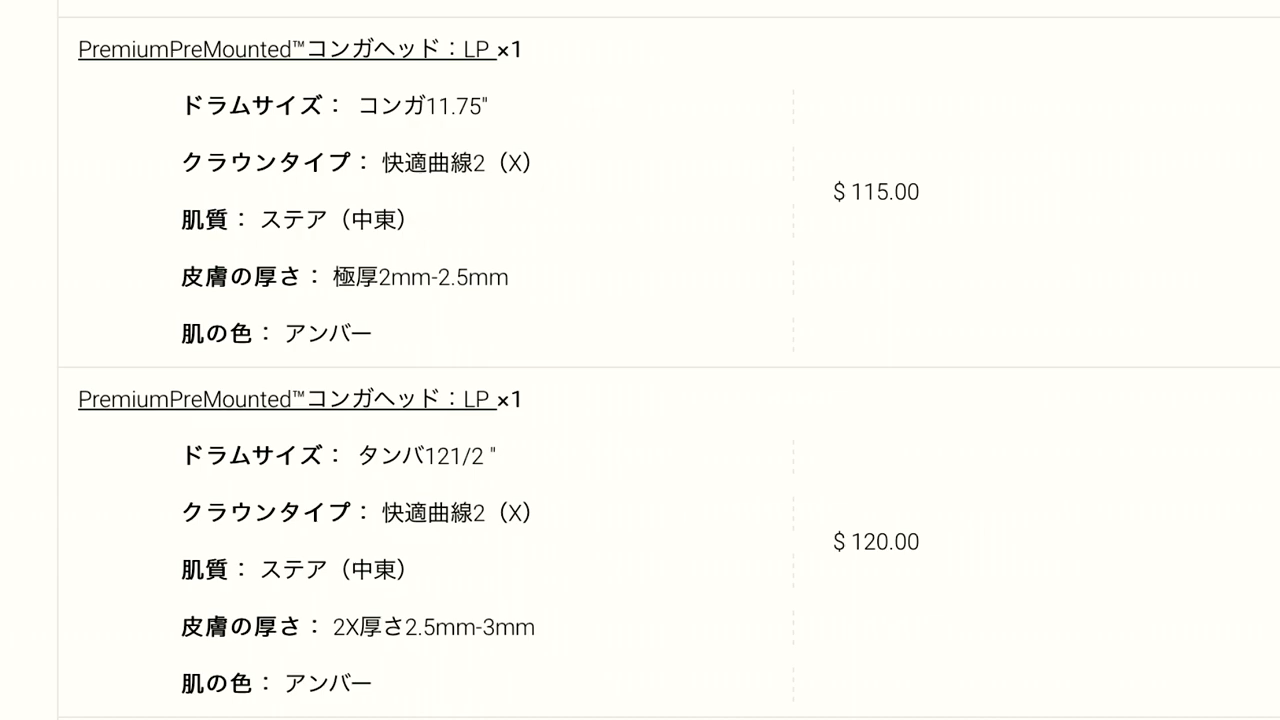 PremiumPreMounted™コンガヘッド：LP ×1
ドラムサイズ： コンガ11.75"
クラウンタイプ： 快適曲線2（X）
$ 115.00
肌質： ステア（中東）
皮膚の厚さ： 極厚2mm-2.5mm
肌の色： アンバー
PremiumPreMounted™コンガヘッド：LP ×1
ドラムサイズ： タンバ121/2 "
クラウンタイプ： 快適曲線2（X）
$ 120.00
肌質： ステア（中東）
皮膚の厚さ： 2X厚さ2.5mm-3mm
肌の色： アンバー